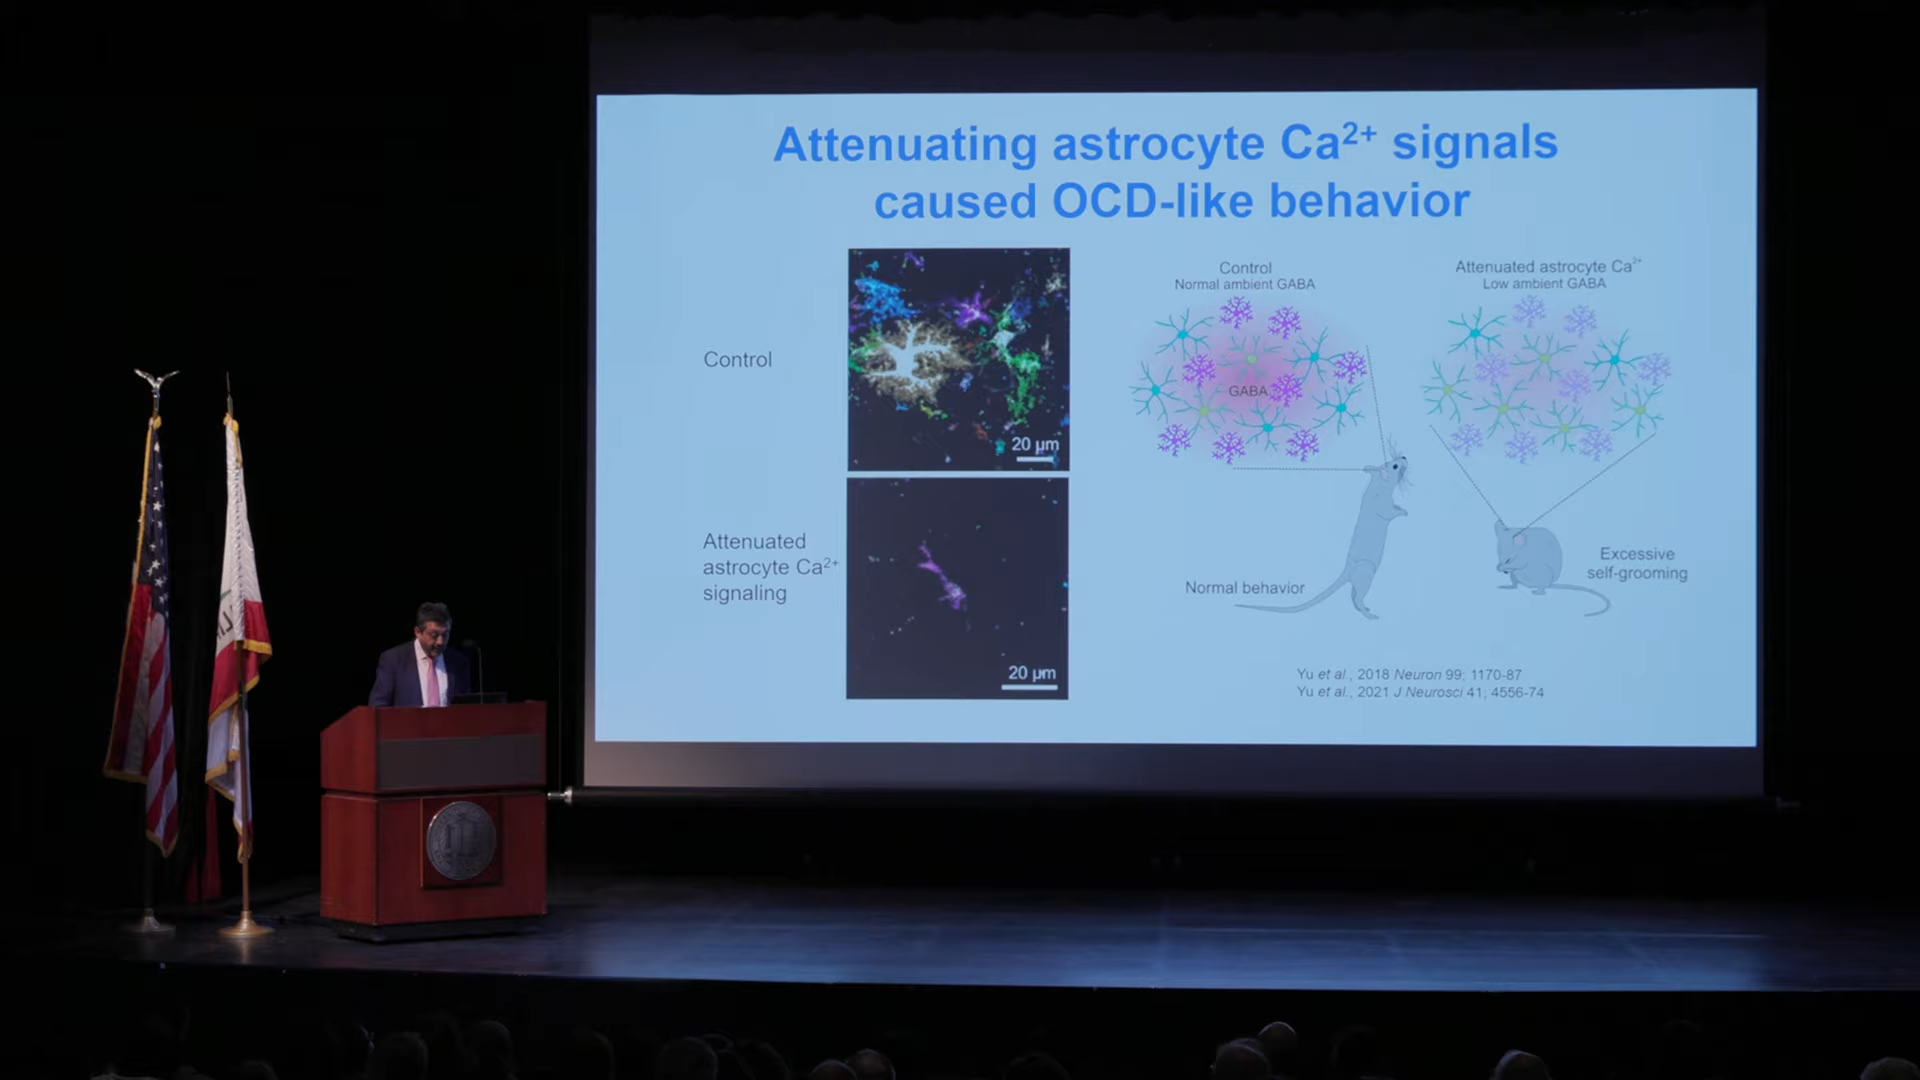 Attenuating astrocyte Ca²⁺ signals
caused OCD-like behavior
Control
20 µm
Attenuated
astrocyte Ca²⁺
signaling
20 µm
Control
Normal ambient GABA
GABA
Normal behavior
Attenuated astrocyte Ca²⁺
Low ambient GABA
Excessive
self-grooming
Yu et al., 2018 Neuron 99; 1170-87
Yu et al., 2021 J Neurosci 41; 4556-74